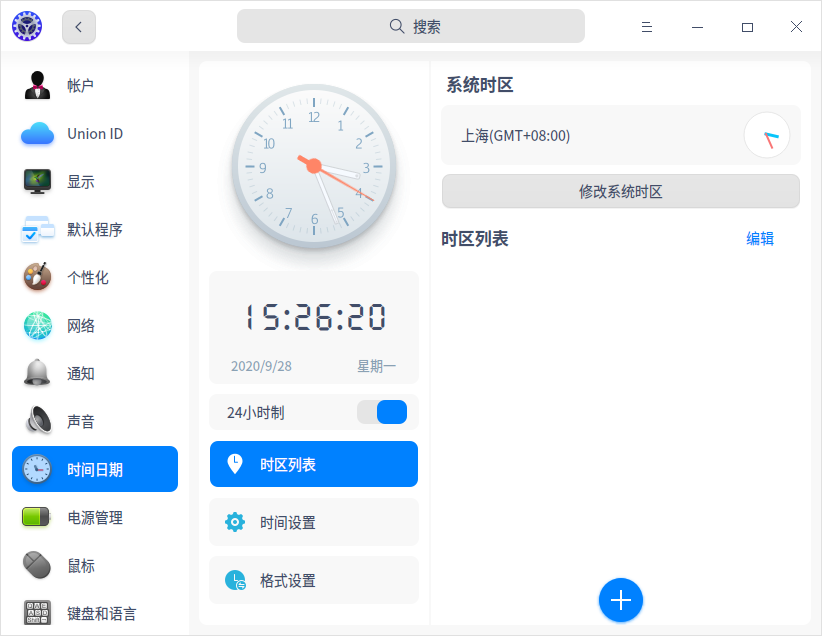 搜索
帐户
Union ID
显示
默认程序
个性化
网络
通知
声音
时间日期
电源管理
鼠标
键盘和语言
12
1
2
3
4
5
6
7
8
9
10
11
15:26:20
2020/9/28 星期一
24小时制
时区列表
时间设置
格式设置
系统时区
上海(GMT+08:00)
修改系统时区
时区列表 编辑